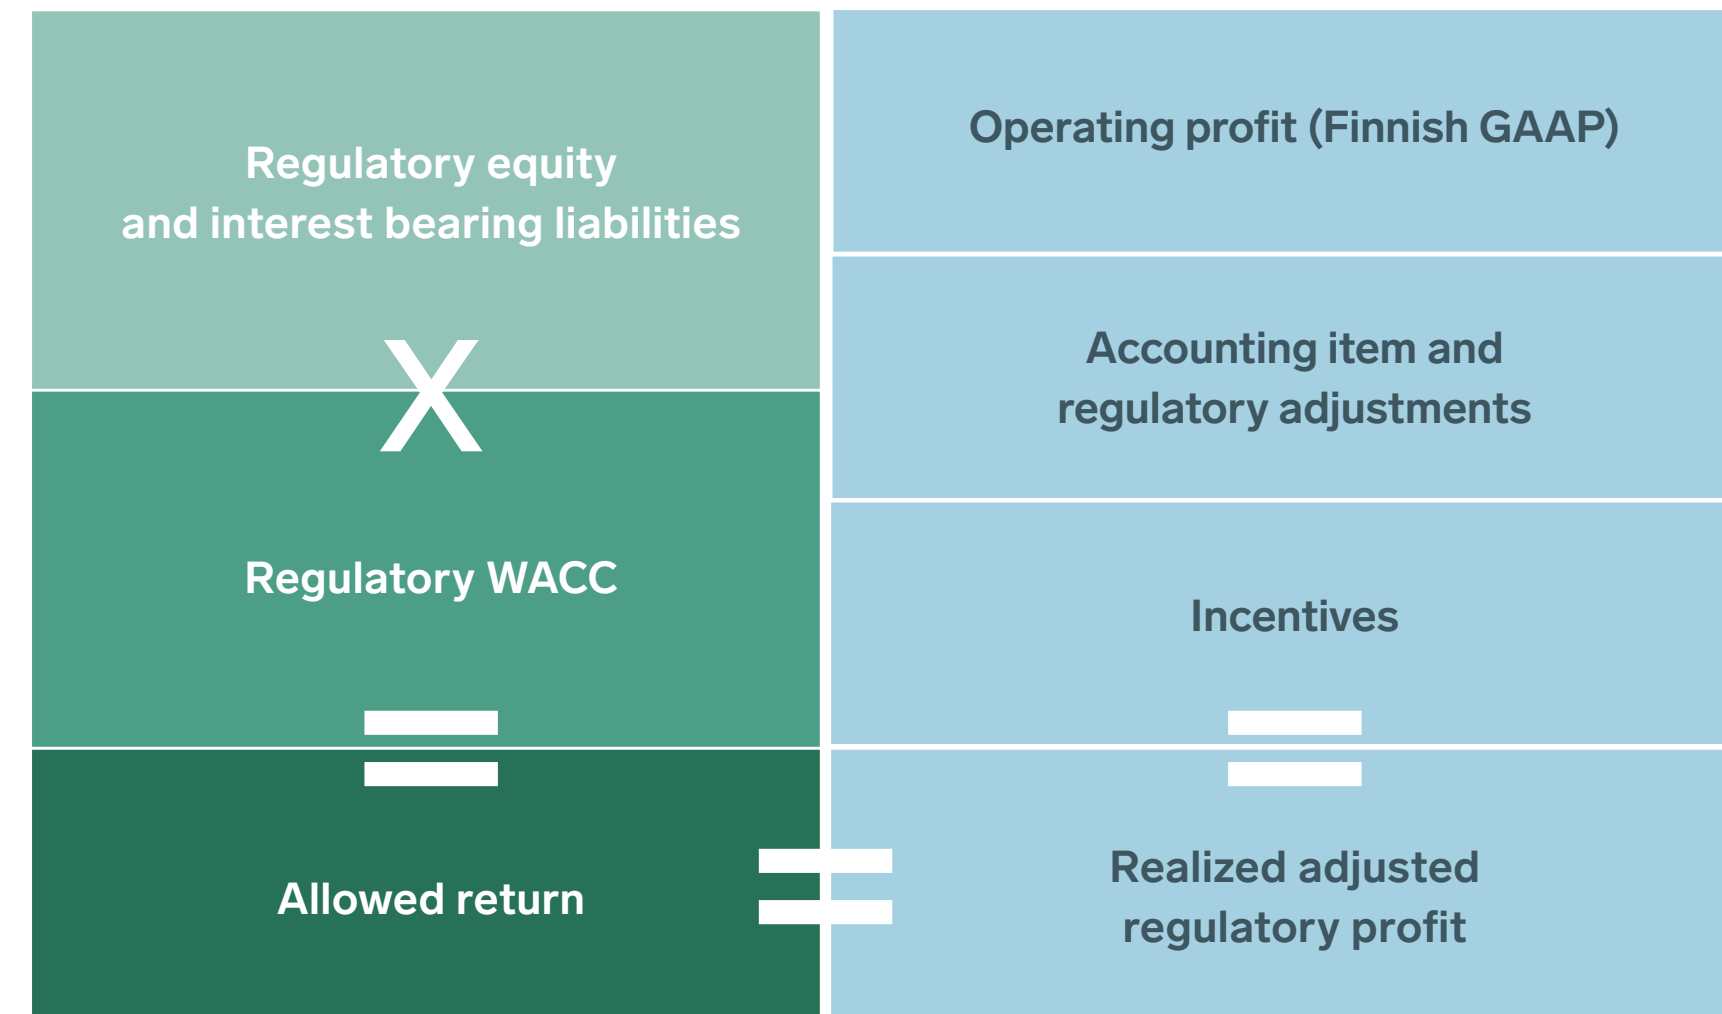 Regulatory equity
and interest bearing liabilities
X
Regulatory WACC
=
Allowed return
=
Operating profit (Finnish GAAP)
Accounting item and
regulatory adjustments
Incentives
=
Realized adjusted
regulatory profit